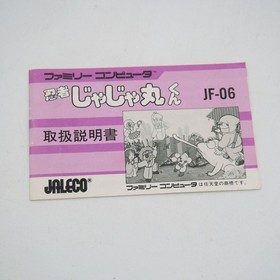 ファミリー コンピュータ™
忍者じゃじゃ丸くん
JF-06
取扱説明書
JALECO®
ファミリー コンピュータは任天堂の商標です。